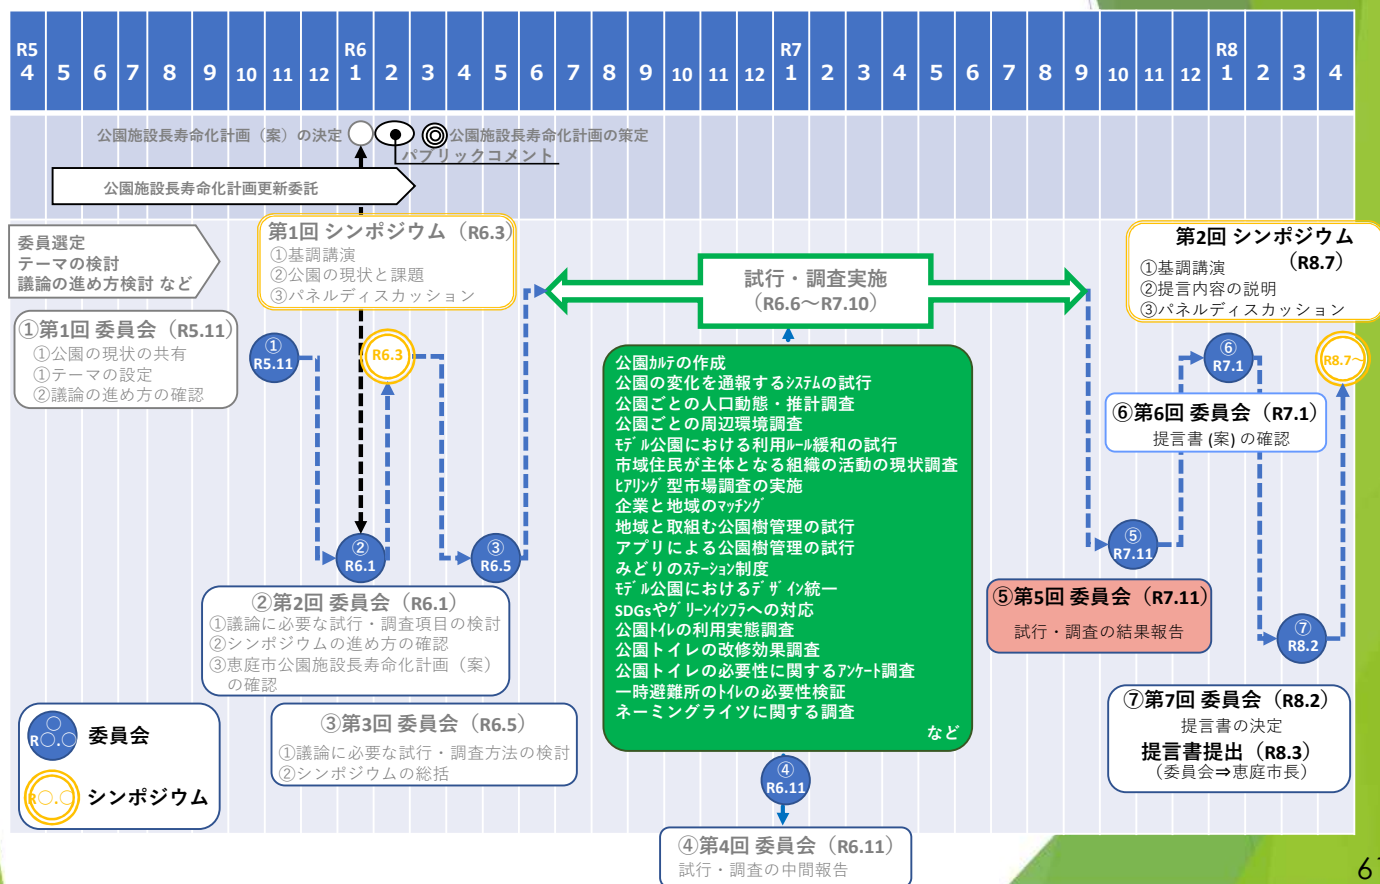 R5 R6 R7 R8
4 5 6 7 8 9 10 11 12 1 2 3 4 5 6 7 8 9 10 11 12 1 2 3 4 5 6 7 8 9 10 11 12 1 2 3 4
公園施設長寿命化計画（案）の決定
公園施設長寿命化計画の策定
パブリックコメント
公園施設長寿命化計画更新委託
委員選定
テーマの検討
議論の進め方検討 など
第1回 シンポジウム（R6.3）
①基調講演
②公園の現状と課題
③パネルディスカッション
試行・調査実施
（R6.6～R7.10）
第2回 シンポジウム
（R8.7）
①基調講演
②提言内容の説明
③パネルディスカッション
①第1回 委員会（R5.11）
①公園の現状の共有
①テーマの設定
②議論の進め方の確認
①
R5.11
R6.3
⑥
R7.1
R8.7～
公園ｶﾙﾃの作成
公園の変化を通報するｼｽﾃﾑの試行
公園ごとの人口動態・推計調査
公園ごとの周辺環境調査
ﾓﾃﾞﾙ公園における利用ﾙｰﾙ緩和の試行
市域住民が主体となる組織の活動の現状調査
ﾋｱﾘﾝｸﾞ型市場調査の実施
企業と地域のﾏｯﾁﾝｸﾞ
地域と取組む公園樹管理の試行
アプリによる公園樹管理の試行
みどりのｽﾃｰｼｮﾝ制度
ﾓﾃﾞﾙ公園におけるﾃﾞｻﾞｲﾝ統一
SDGsやｸﾞﾘｰﾝｲﾝﾌﾗへの対応
公園ﾄｲﾚの利用実態調査
公園トイレの改修効果調査
公園トイレの必要性に関するｱﾝｹｰﾄ調査
一時避難所のﾄｲﾚの必要性検証
ネーミングライツに関する調査
など
⑥第6回 委員会（R7.1）
提言書 (案) の確認
②
R6.1
③
R6.5
⑤
R7.11
②第2回 委員会（R6.1）
①議論に必要な試行・調査項目の検討
②シンポジウムの進め方の確認
③恵庭市公園施設長寿命化計画（案）
の確認
⑤第5回 委員会（R7.11）
試行・調査の結果報告
⑦
R8.2
③第3回 委員会（R6.5）
①議論に必要な試行・調査方法の検討
②シンポジウムの総括
⑦第7回 委員会（R8.2）
提言書の決定
提言書提出（R8.3）
（委員会⇒恵庭市長）
〇
R〇.〇
委員会
R〇.〇
シンポジウム
④
R6.11
④第4回 委員会（R6.11）
試行・調査の中間報告